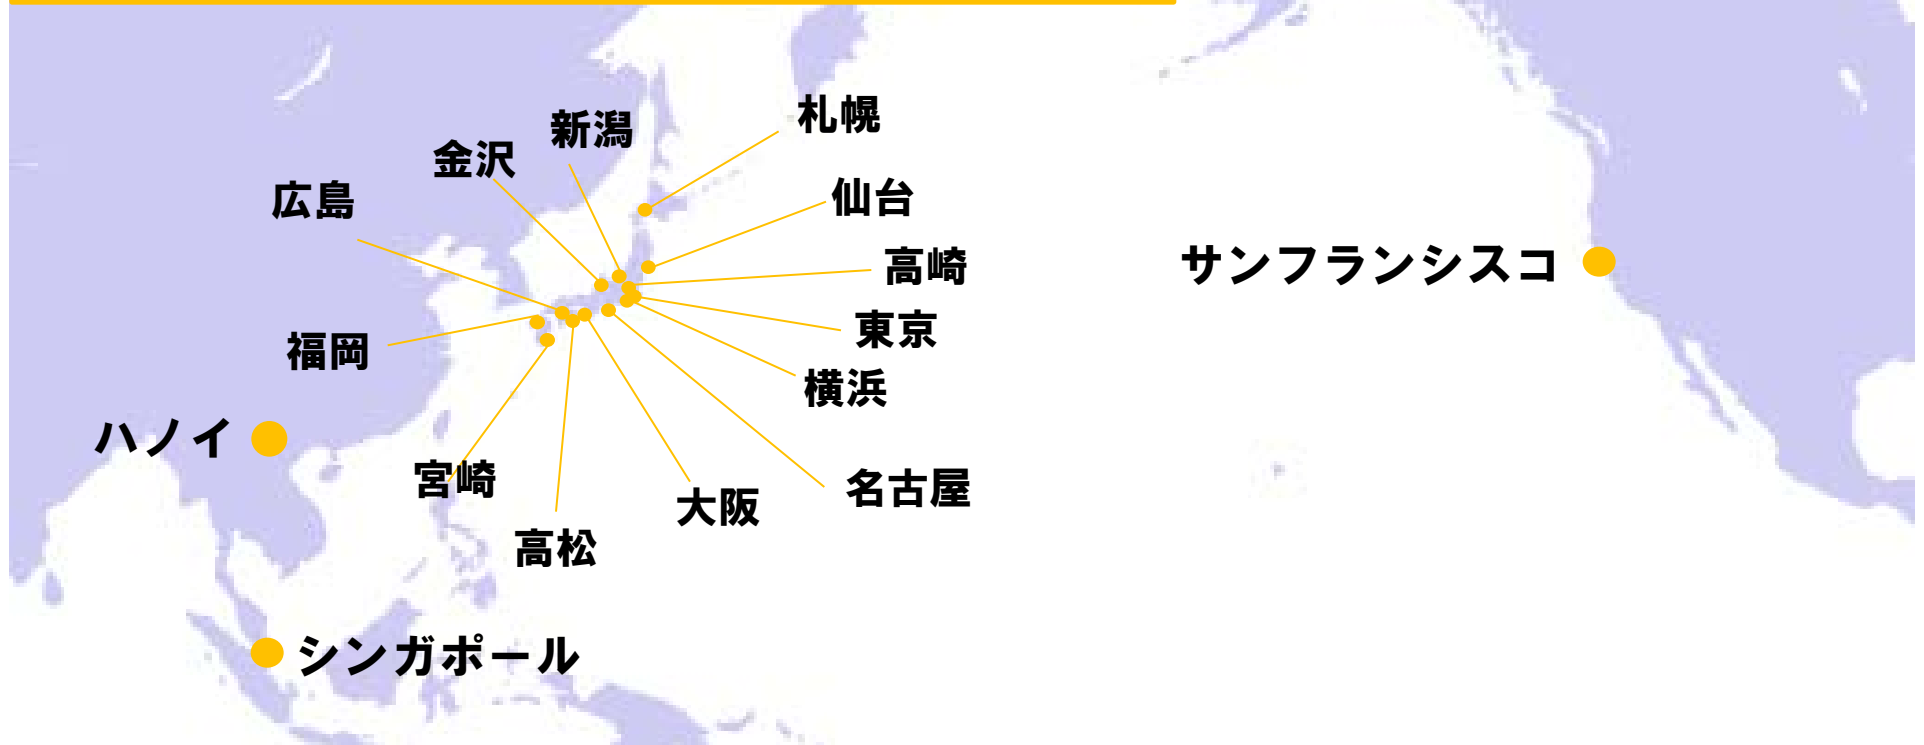 札幌
新潟
金沢
仙台
広島
高崎
サンフランシスコ
東京
福岡
横浜
ハノイ
宮崎
名古屋
大阪
高松
シンガポール